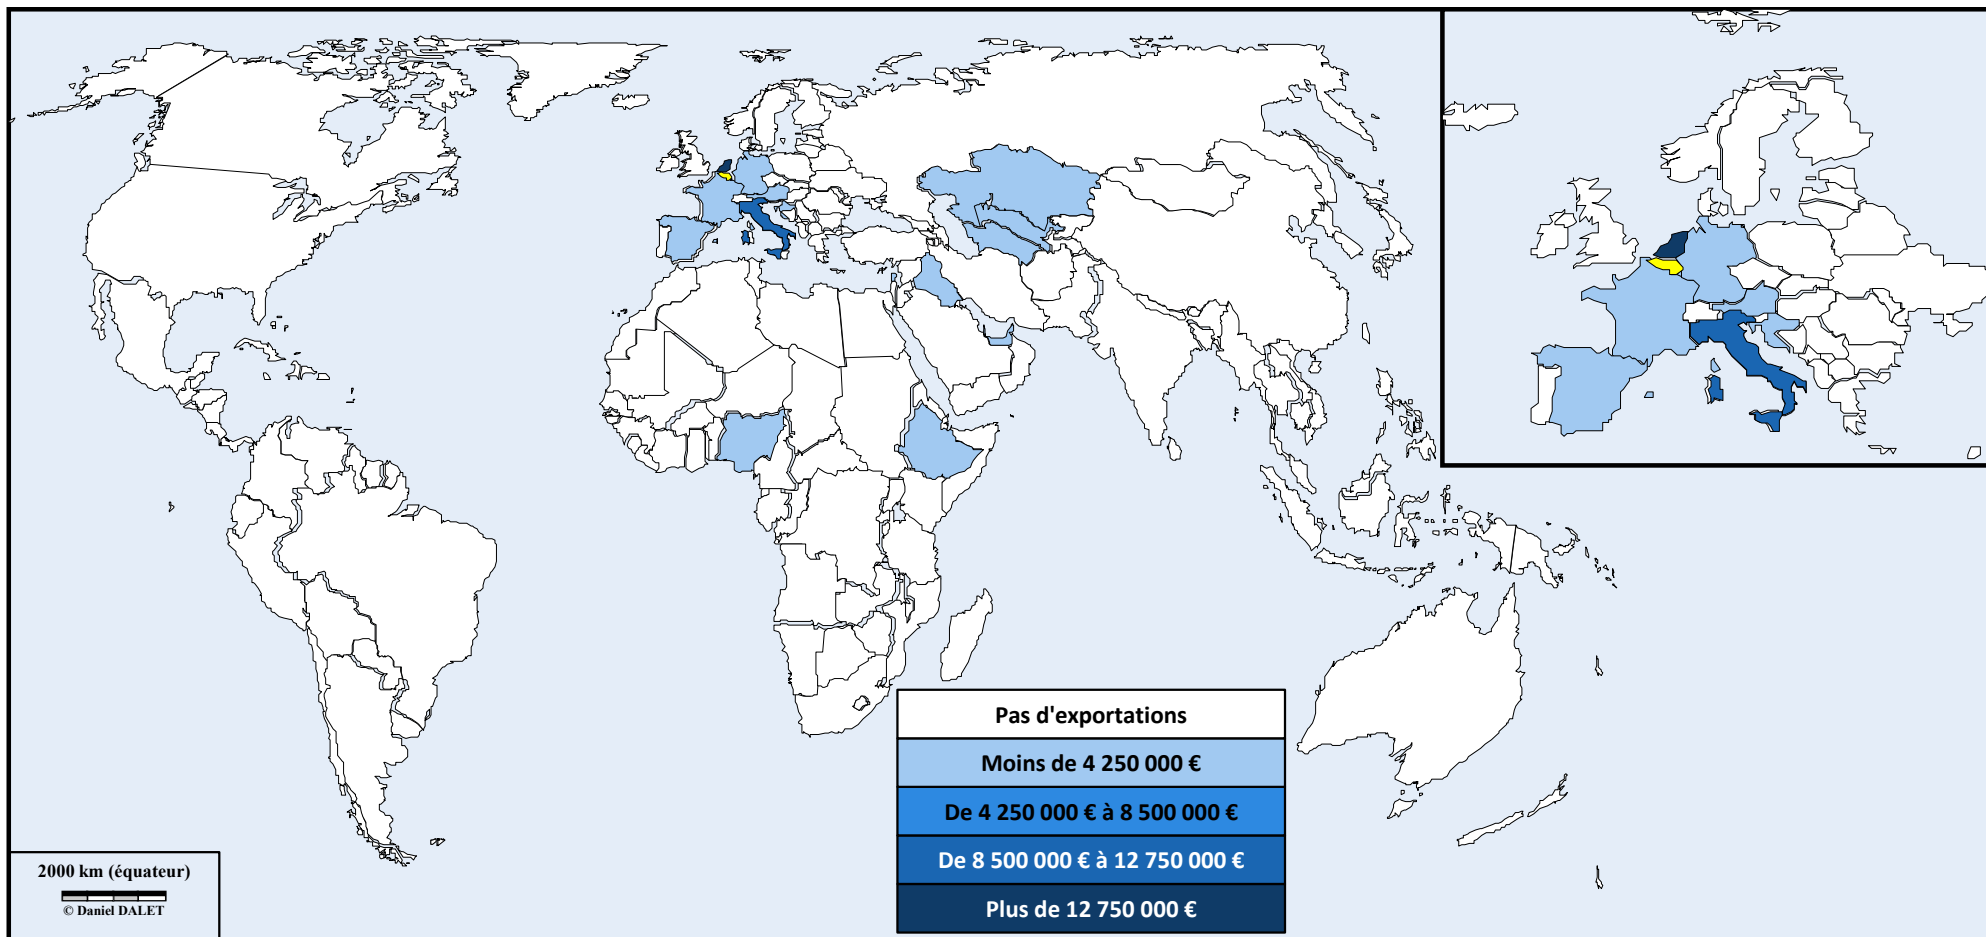 Pas d'exportations
Moins de 4 250 000 €
De 4 250 000 € à 8 500 000 €
De 8 500 000 € à 12 750 000 €
Plus de 12 750 000 €
2000 km (équateur)
© Daniel DALET